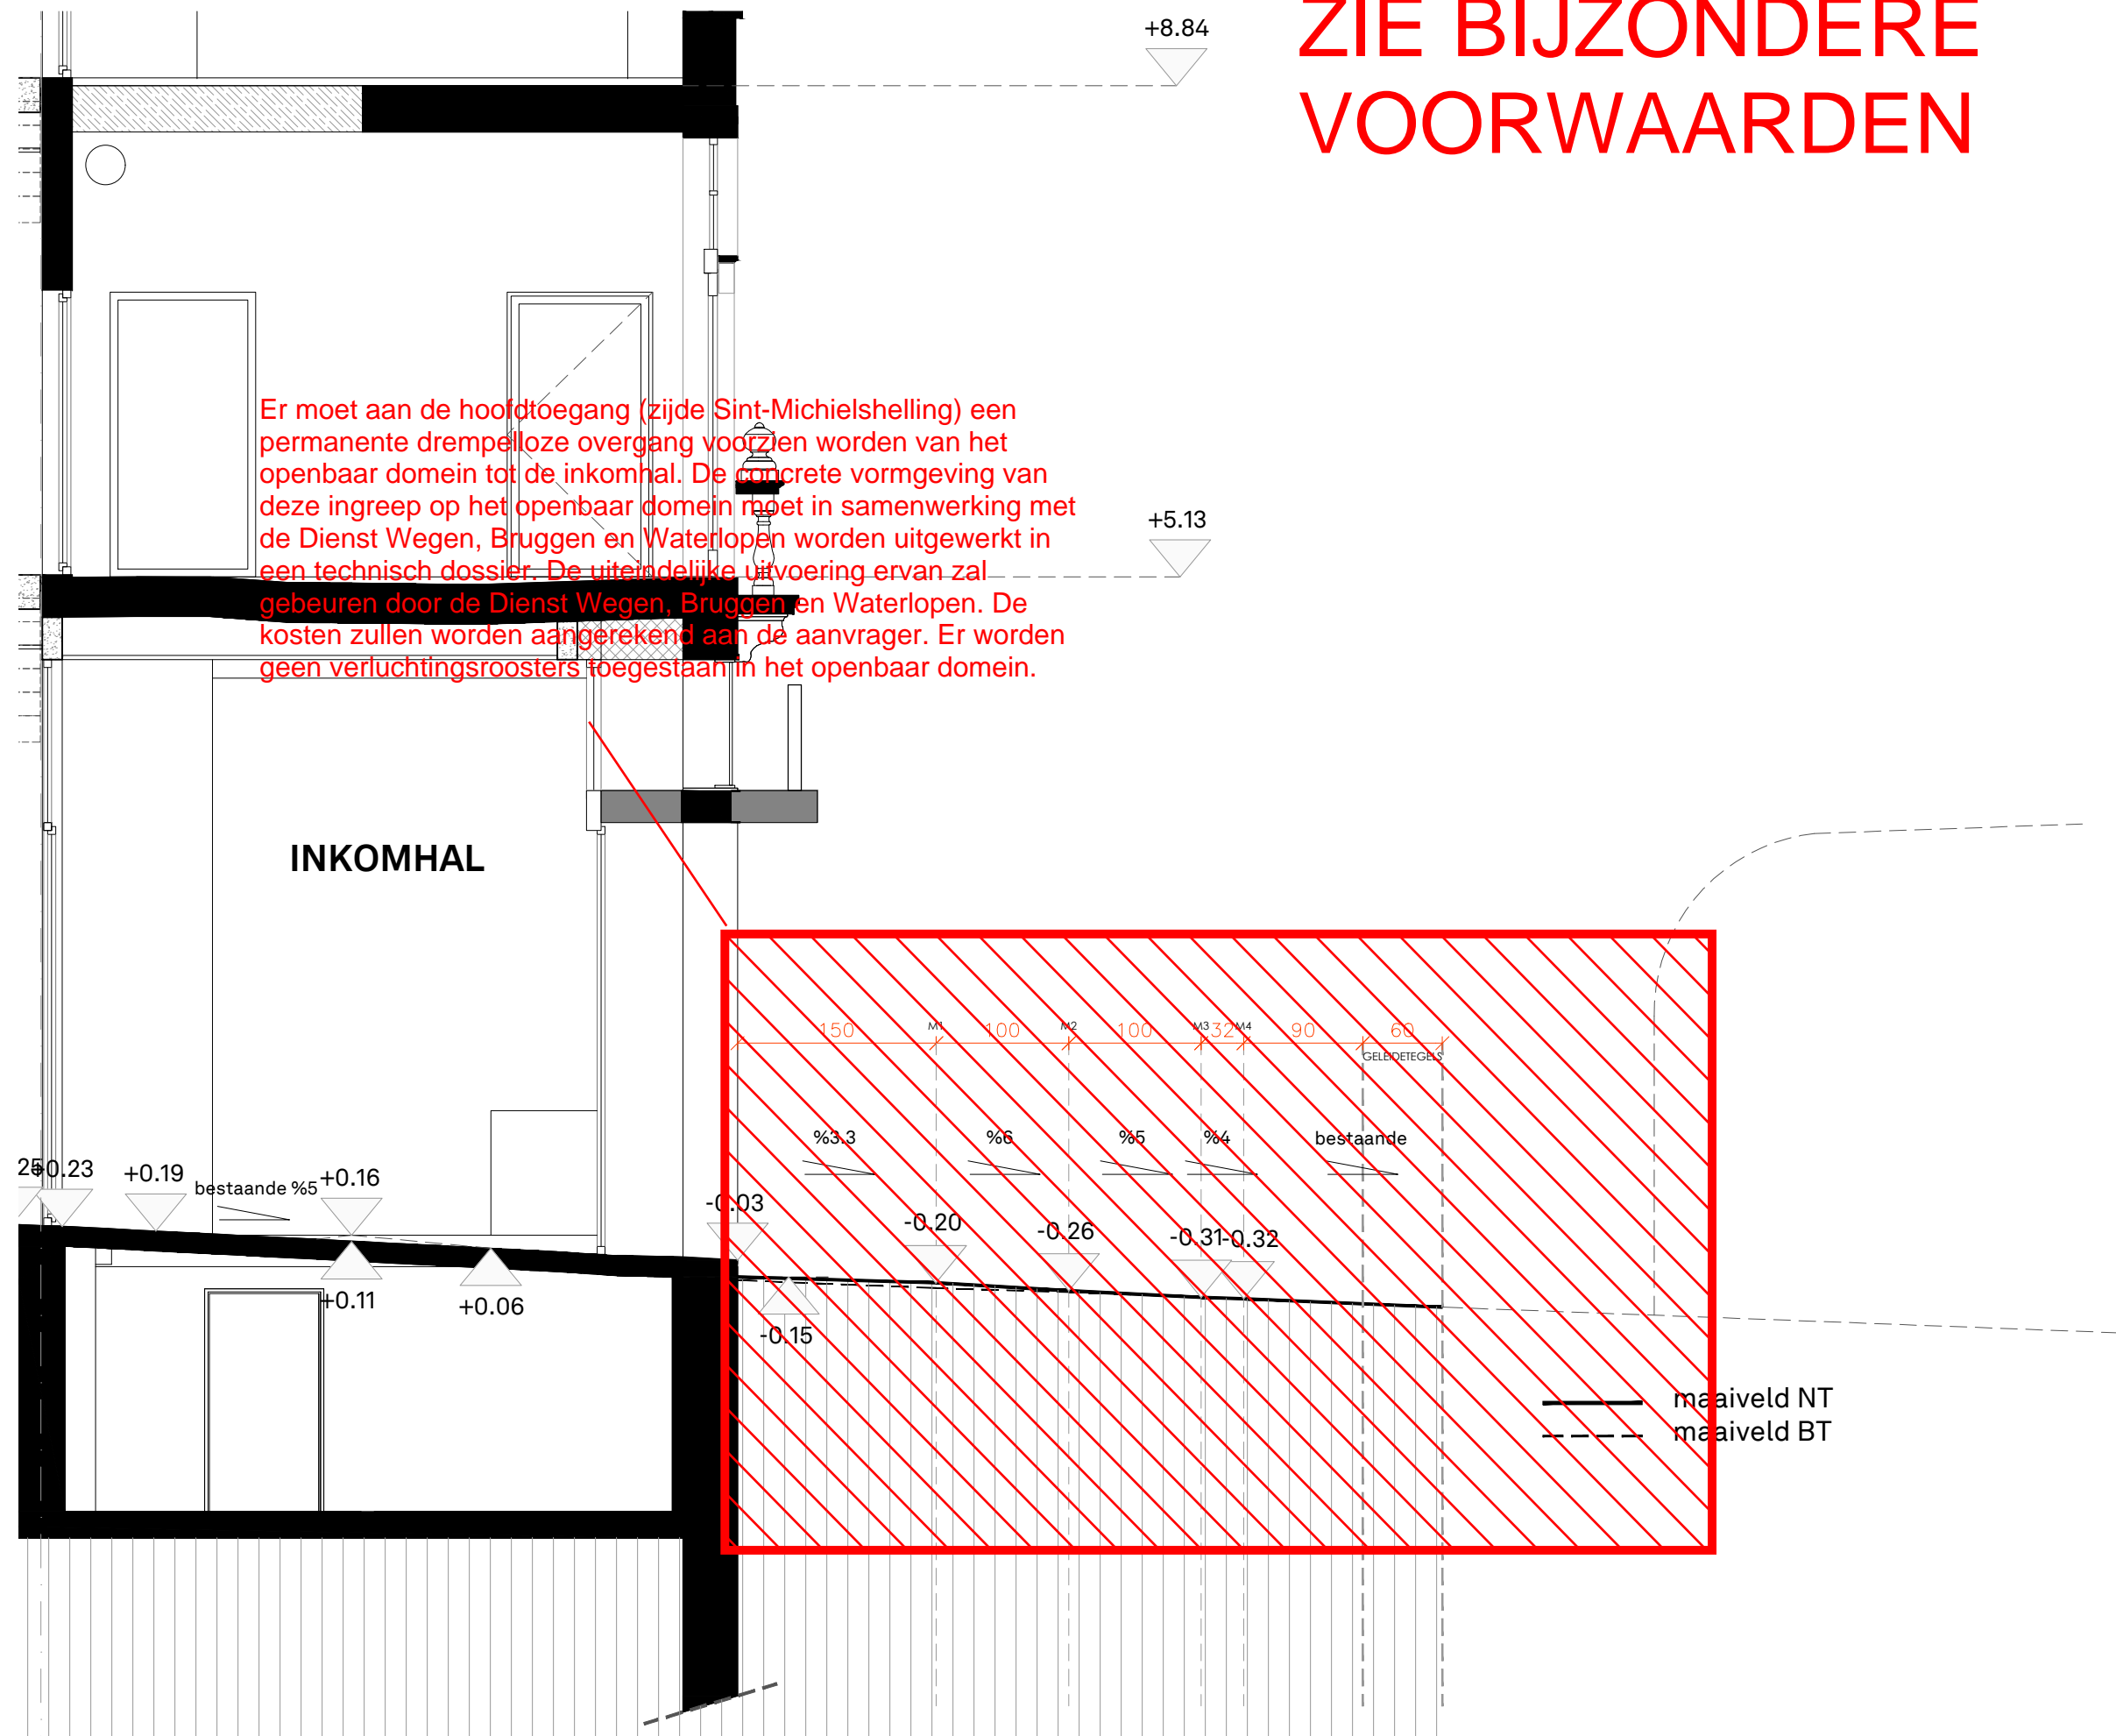 ZIE BIJZONDERE
VOORWAARDEN
+8.84
Er moet aan de hoofdtoegang (zijde Sint-Michielshelling) een
permanente drempelloze overgang voorzien worden van het
openbaar domein tot de inkomhal. De concrete vormgeving van
deze ingreep op het openbaar domein moet in samenwerking met
de Dienst Wegen, Bruggen en Waterlopen worden uitgewerkt in
een technisch dossier. De uiteindelijke uitvoering ervan zal
gebeuren door de Dienst Wegen, Bruggen en Waterlopen. De
kosten zullen worden aangerekend aan de aanvrager. Er worden
geen verluchtingsroosters toegestaan in het openbaar domein.
+5.13
INKOMHAL
150 M1 100 M2 100 M3 32 M4 90 60
GELEIDETEGELS
%3.3 %6 %5 %4 bestaande
+0.23 +0.19 bestaande %5 +0.16
-0.03 -0.20 -0.26 -0.31 -0.32
+0.11 +0.06 -0.15
maaiveld NT
maaiveld BT